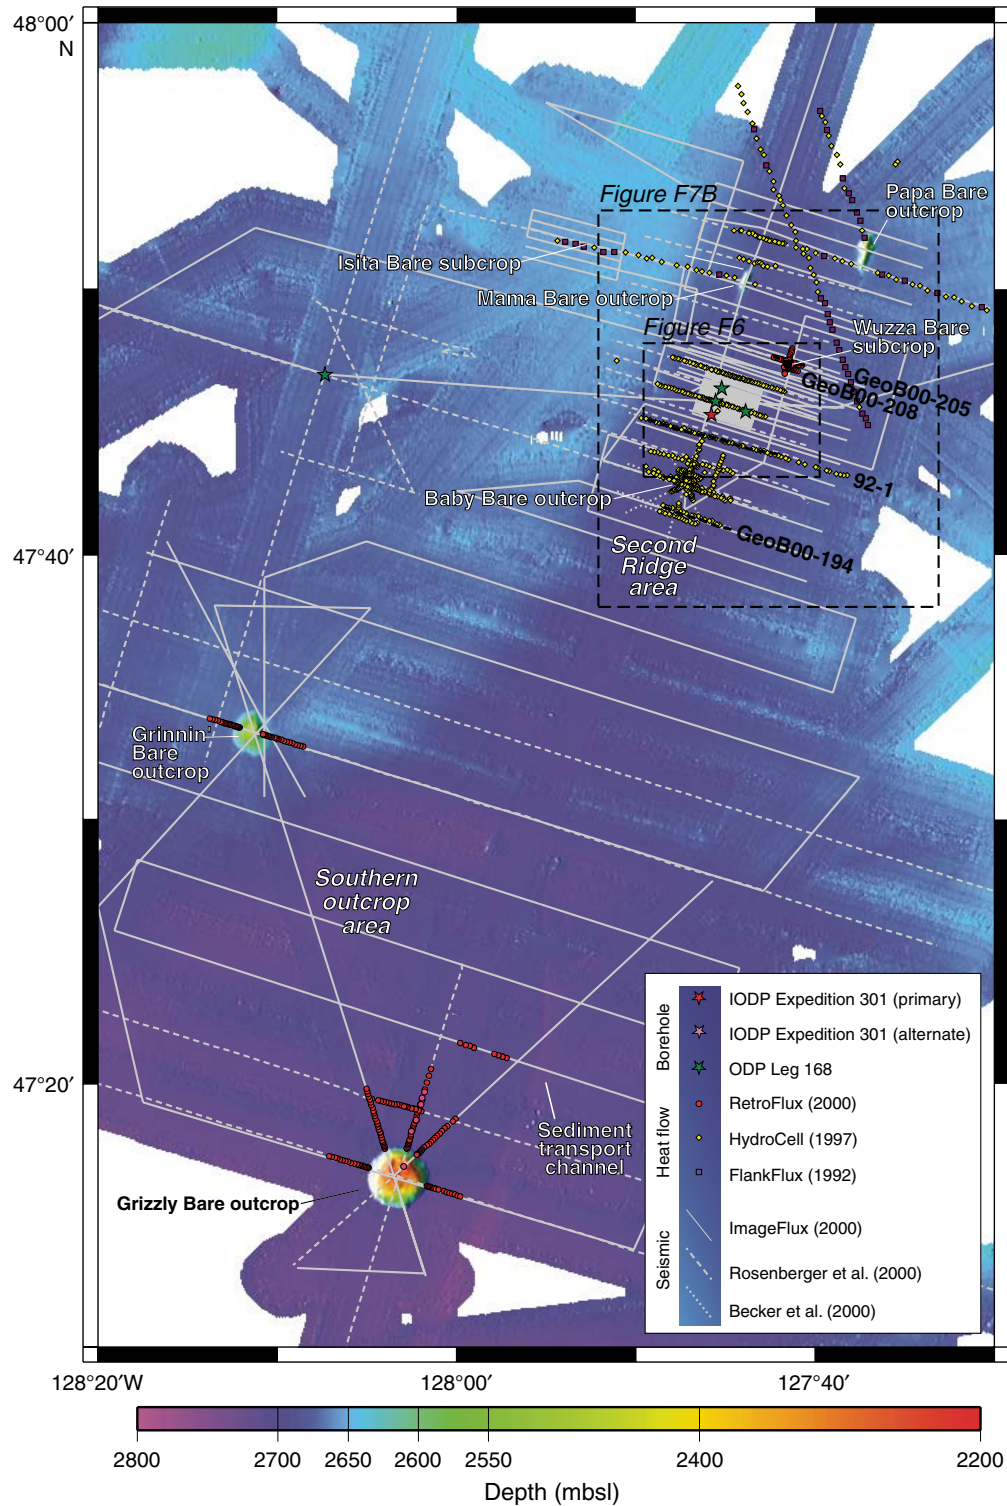 48°00′
N
Figure F7B
Papa Bare
outcrop
Isita Bare subcrop
Mama Bare outcrop
Figure F6
Wuzza Bare
subcrop
GeoB00-205
GeoB00-208
92-1
Baby Bare outcrop
GeoB00-194
Second
Ridge
area
47°40′
Grinnin'
Bare
outcrop
Southern
outcrop
area
47°20′
Sediment
transport
channel
Grizzly Bare outcrop
Borehole
IODP Expedition 301 (primary)
IODP Expedition 301 (alternate)
ODP Leg 168
Heat flow
RetroFlux (2000)
HydroCell (1997)
FlankFlux (1992)
Seismic
ImageFlux (2000)
Rosenberger et al. (2000)
Becker et al. (2000)
128°20′W
128°00′
127°40′
2800
2700
2650
2600
2550
2400
2200
Depth (mbsl)